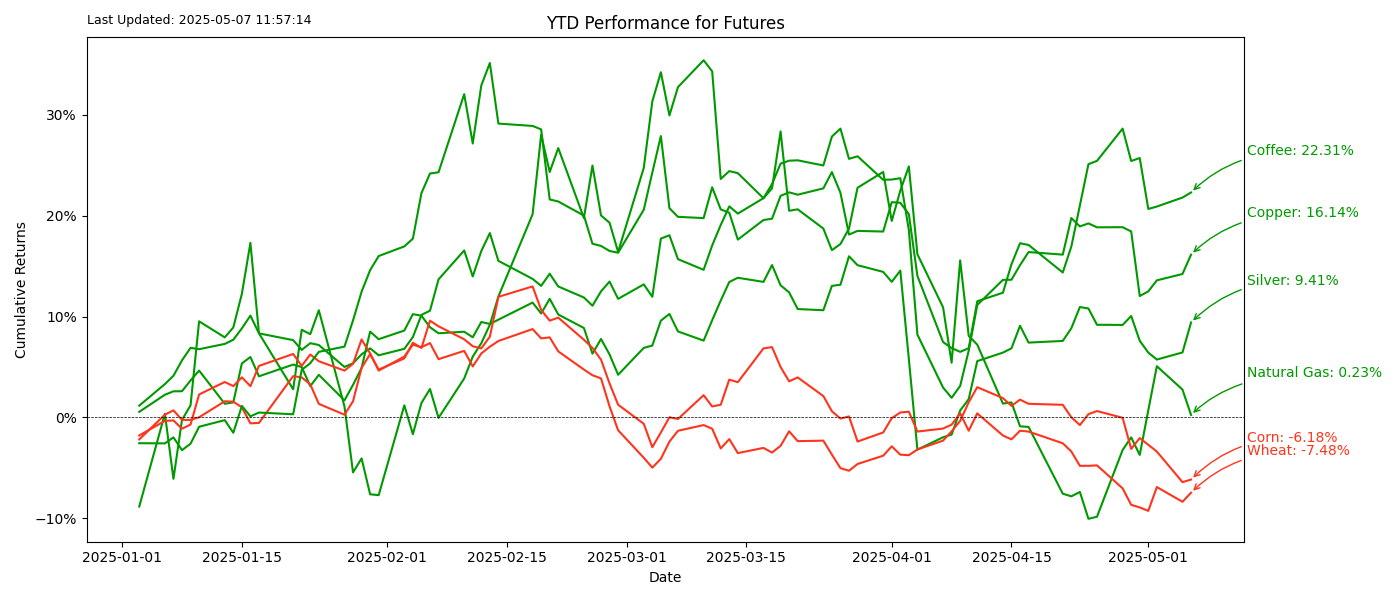 Last Updated: 2025-05-07 11:57:14
YTD Performance for Futures
Cumulative Returns
30%
20%
10%
0%
−10%
Coffee: 22.31%
Copper: 16.14%
Silver: 9.41%
Natural Gas: 0.23%
Corn: -6.18%
Wheat: -7.48%
2025-01-01 2025-01-15 2025-02-01 2025-02-15 2025-03-01 2025-03-15 2025-04-01 2025-04-15 2025-05-01
Date